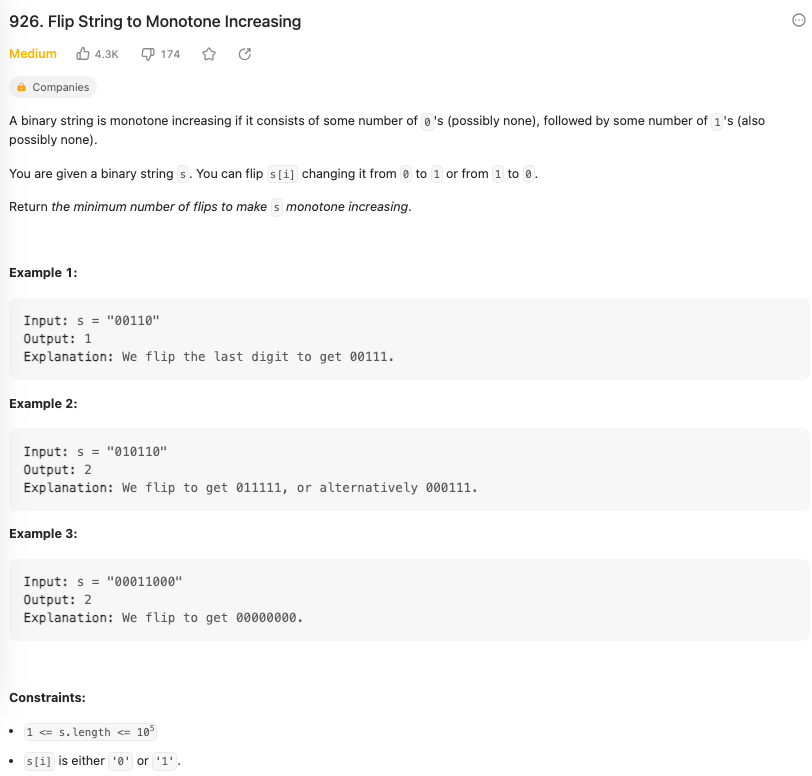 926. Flip String to Monotone Increasing
Medium 4.3K 174
Companies
A binary string is monotone increasing if it consists of some number of 0's (possibly none), followed by some number of 1's (also
possibly none).
You are given a binary string s. You can flip s[i] changing it from 0 to 1 or from 1 to 0.
Return the minimum number of flips to make s monotone increasing.
Example 1:
Input: s = "00110"
Output: 1
Explanation: We flip the last digit to get 00111.
Example 2:
Input: s = "010110"
Output: 2
Explanation: We flip to get 011111, or alternatively 000111.
Example 3:
Input: s = "00011000"
Output: 2
Explanation: We flip to get 00000000.
Constraints:
• 1 <= s.length <= 10⁵
• s[i] is either '0' or '1'.